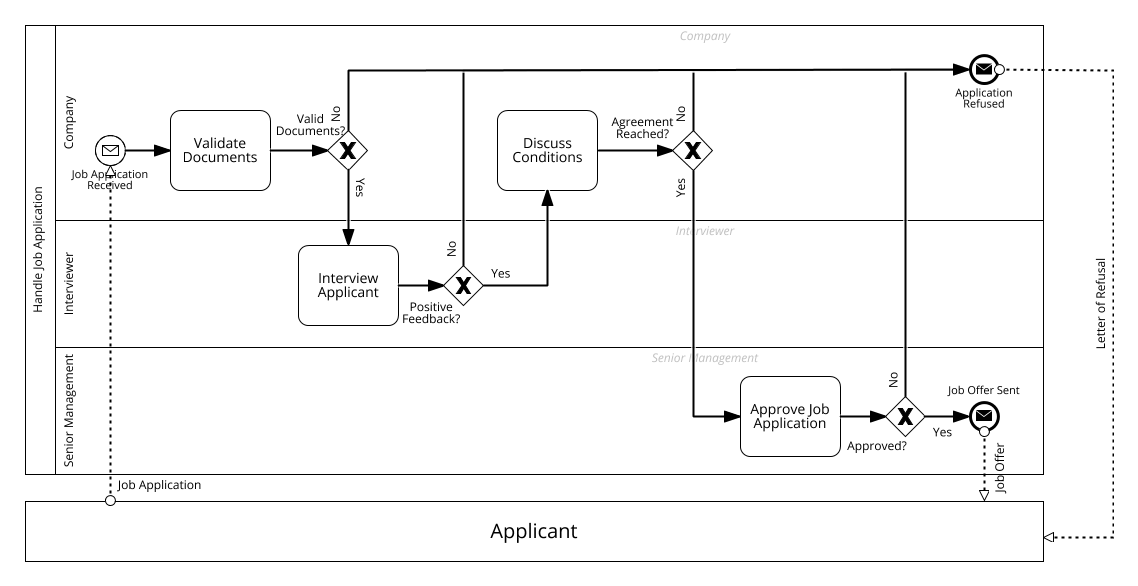 Company
Handle Job Application
Company
Job Application
Received
Validate
Documents
Valid
Documents?
No
Yes
Discuss
Conditions
Agreement
Reached?
No
Yes
Application
Refused
Interviewer
Interviewer
Interview
Applicant
Positive
Feedback?
No
Yes
Senior Management
Senior Management
Approve Job
Application
Approved?
No
Yes
Job Offer Sent
Job Offer
Letter of Refusal
Job Application
Applicant